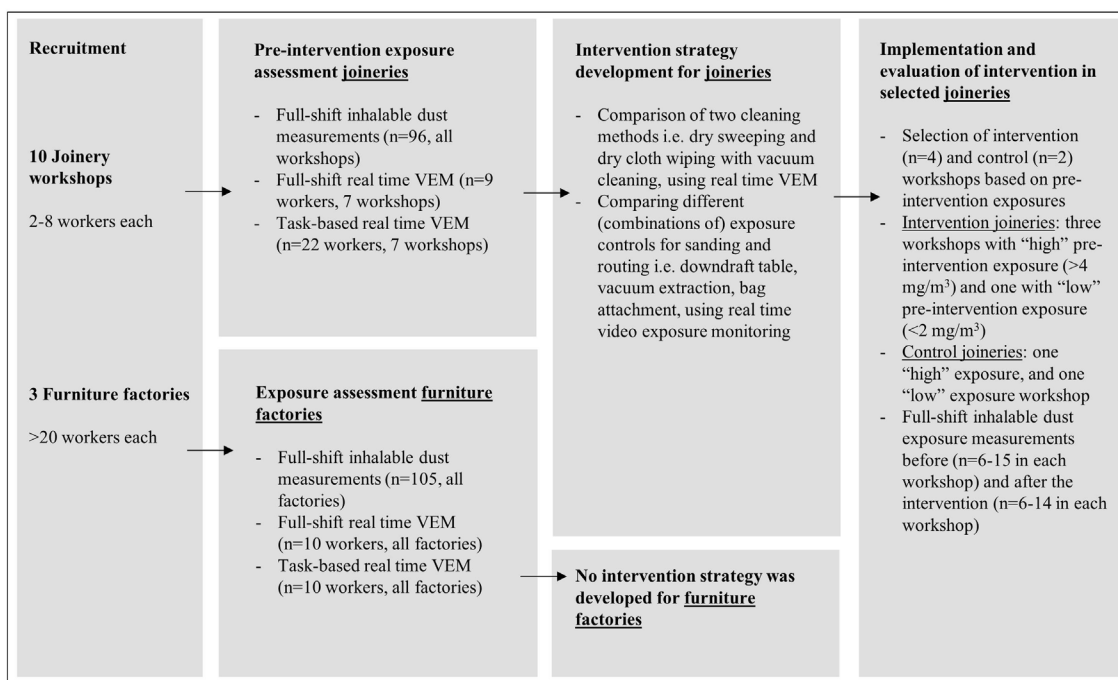 Recruitment
10 Joinery
workshops
2-8 workers each
3 Furniture factories
>20 workers each
Pre-intervention exposure
assessment joineries
- Full-shift inhalable dust
measurements (n=96, all
workshops)
- Full-shift real time VEM (n=9
workers, 7 workshops)
- Task-based real time VEM
(n=22 workers, 7 workshops)
Exposure assessment furniture
factories
- Full-shift inhalable dust
measurements (n=105, all
factories)
- Full-shift real time VEM
(n=10 workers, all factories)
- Task-based real time VEM
(n=10 workers, all factories)
Intervention strategy
development for joineries
- Comparison of two cleaning
methods i.e. dry sweeping and
dry cloth wiping with vacuum
cleaning, using real time VEM
- Comparing different
(combinations of) exposure
controls for sanding and
routing i.e. downdraft table,
vacuum extraction, bag
attachment, using real time
video exposure monitoring
No intervention strategy was
developed for furniture
factories
Implementation and
evaluation of intervention in
selected joineries
- Selection of intervention
(n=4) and control (n=2)
workshops based on pre-
intervention exposures
- Intervention joineries: three
workshops with “high” pre-
intervention exposure (>4
mg/m³) and one with “low”
pre-intervention exposure
(<2 mg/m³)
- Control joineries: one
“high” exposure, and one
“low” exposure workshop
- Full-shift inhalable dust
exposure measurements
before (n=6-15 in each
workshop) and after the
intervention (n=6-14 in each
workshop)